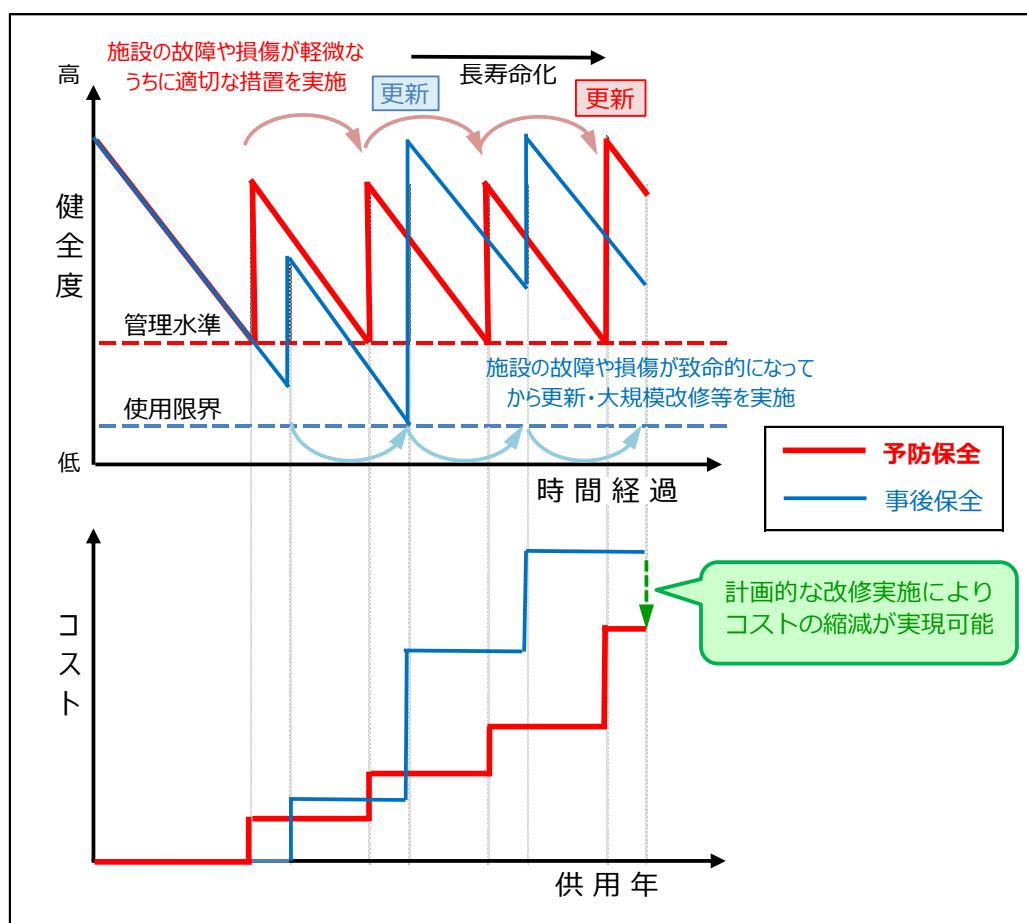 施設の故障や損傷が軽微な
うちに適切な措置を実施
長寿命化
更新
更新
高
健全度
管理水準
使用限界
施設の故障や損傷が致命的になって
から更新・大規模改修等を実施
低
時間経過
予防保全
事後保全
コスト
計画的な改修実施により
コストの縮減が実現可能
供用年